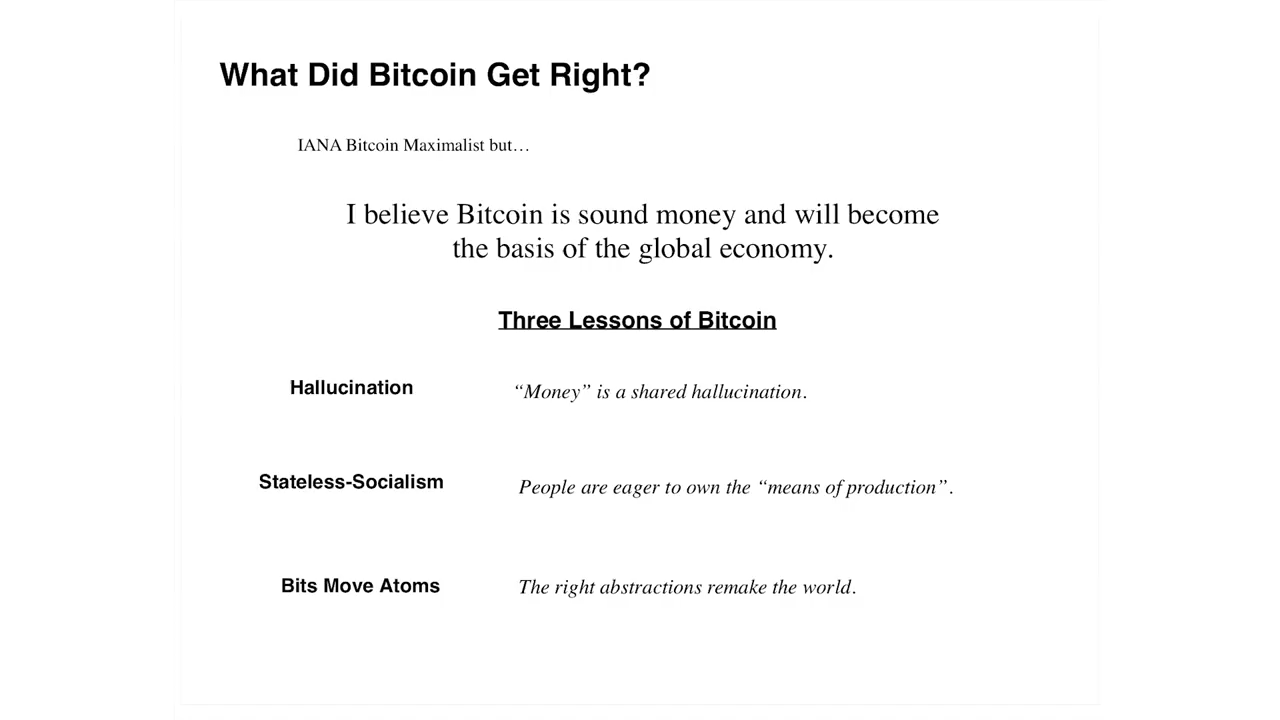 What Did Bitcoin Get Right?
IANA Bitcoin Maximalist but…
I believe Bitcoin is sound money and will become
the basis of the global economy.
Three Lessons of Bitcoin
Hallucination
“Money” is a shared hallucination.
Stateless-Socialism
People are eager to own the “means of production”.
Bits Move Atoms
The right abstractions remake the world.